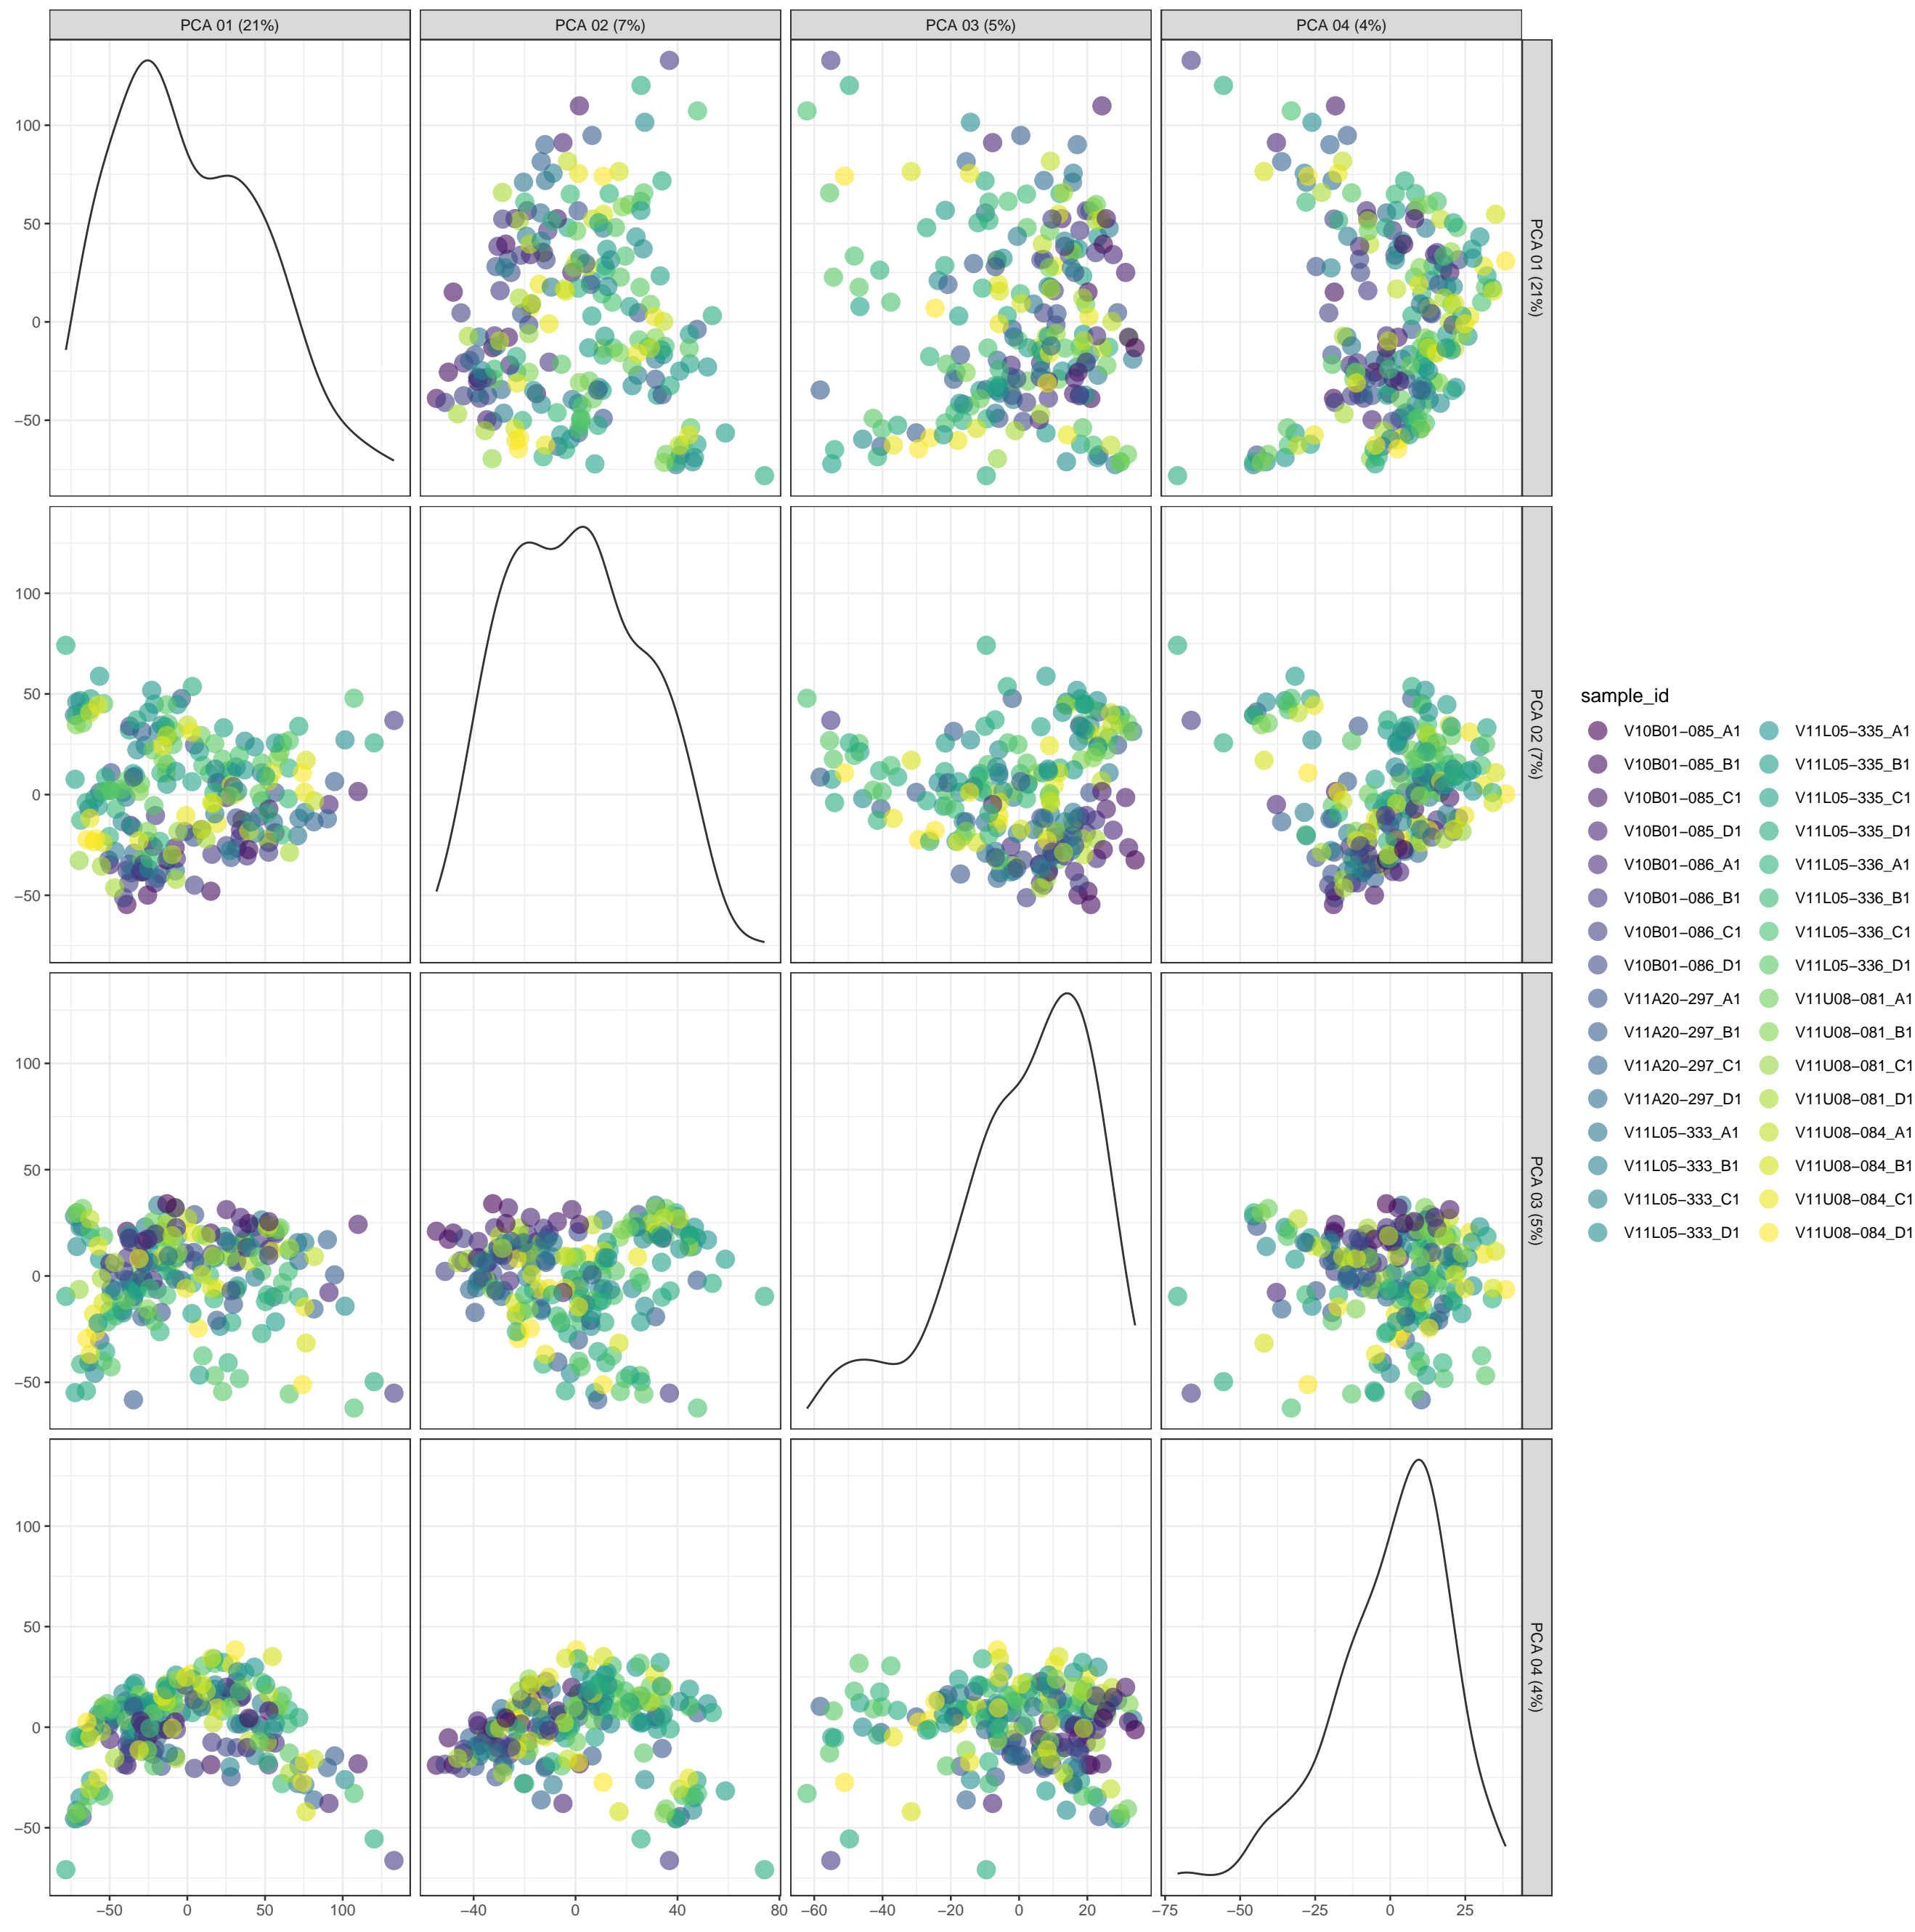 PCA 01 (21%) PCA 02 (7%) PCA 03 (5%) PCA 04 (4%)
100
50
0
−50
PCA 01 (21%)
100
50
0
−50
PCA 02 (7%)
100
50
0
−50
PCA 03 (5%)
100
50
0
−50
PCA 04 (4%)
−50 0 50 100 −40 0 40 80 −60 −40 −20 0 20 −75 −50 −25 0 25
sample_id
V10B01−085_A1 V11L05−335_A1
V10B01−085_B1 V11L05−335_B1
V10B01−085_C1 V11L05−335_C1
V10B01−085_D1 V11L05−335_D1
V10B01−086_A1 V11L05−336_A1
V10B01−086_B1 V11L05−336_B1
V10B01−086_C1 V11L05−336_C1
V10B01−086_D1 V11L05−336_D1
V11A20−297_A1 V11U08−081_A1
V11A20−297_B1 V11U08−081_B1
V11A20−297_C1 V11U08−081_C1
V11A20−297_D1 V11U08−081_D1
V11L05−333_A1 V11U08−084_A1
V11L05−333_B1 V11U08−084_B1
V11L05−333_C1 V11U08−084_C1
V11L05−333_D1 V11U08−084_D1